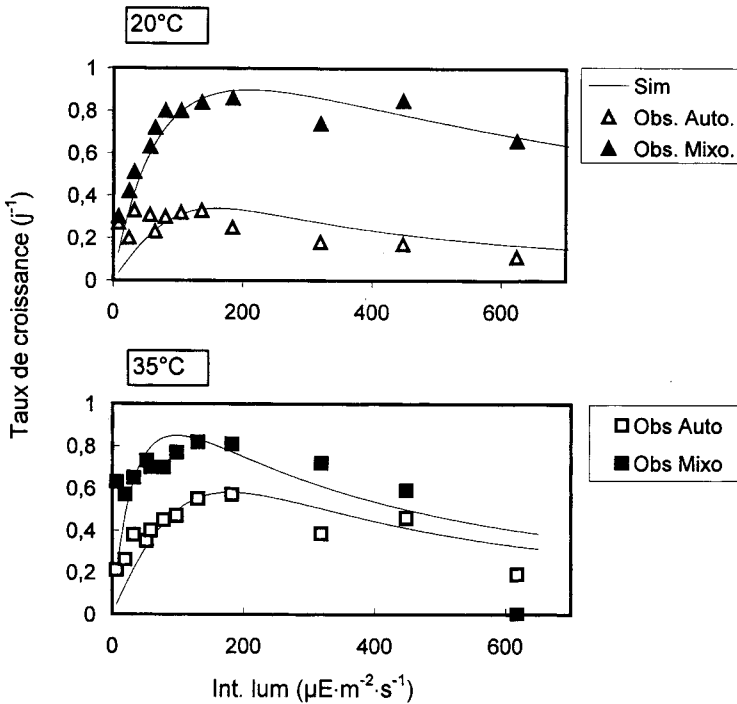 20°C
1
0,8
0,6
0,4
0,2
0
0
200
400
600
Sim
Obs. Auto.
Obs. Mixo.
Taux de croissance (j⁻¹)
35°C
1
0,8
0,6
0,4
0,2
0
0
200
400
600
Obs Auto
Obs Mixo
Int. lum (µE·m⁻²·s⁻¹)